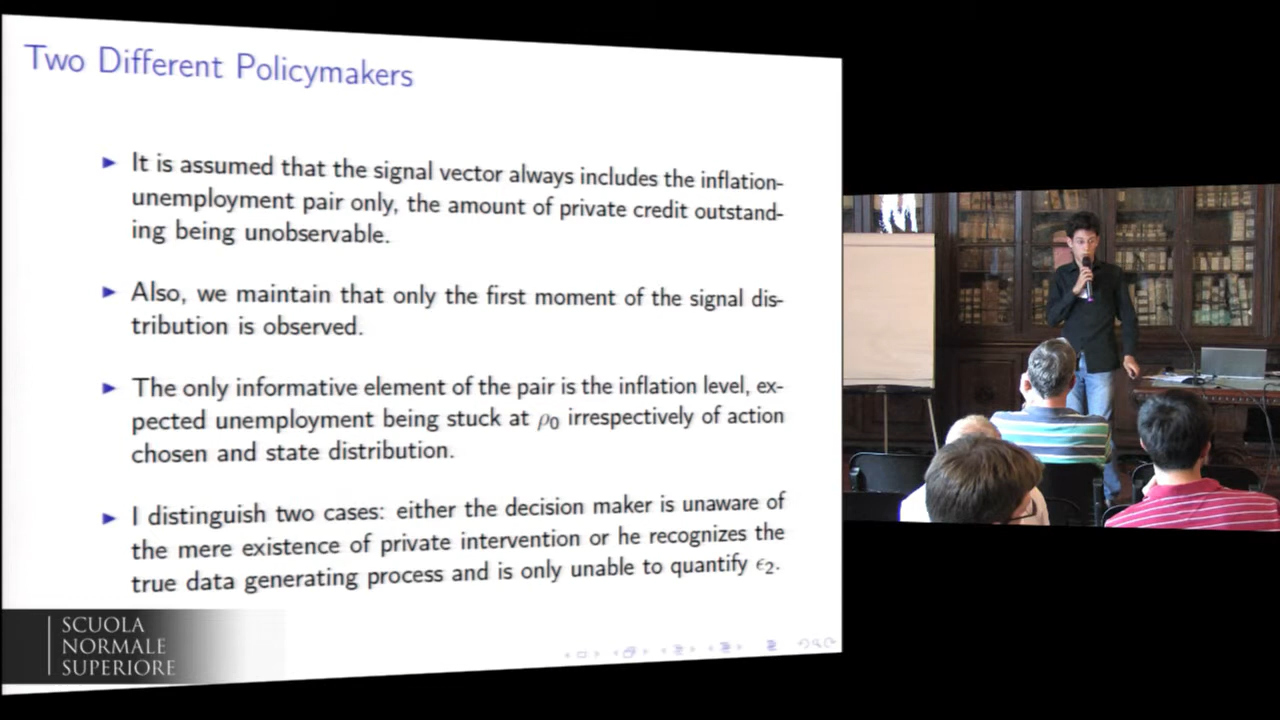 Two Different Policymakers
► It is assumed that the signal vector always includes the inflation-
unemployment pair only, the amount of private credit outstand-
ing being unobservable.
► Also, we maintain that only the first moment of the signal dis-
tribution is observed.
► The only informative element of the pair is the inflation level, ex-
pected unemployment being stuck at ρ₀ irrespectively of action
chosen and state distribution.
► I distinguish two cases: either the decision maker is unaware of
the mere existence of private intervention or he recognizes the
true data generating process and is only unable to quantify ϵ₂.
SCUOLA
NORMALE
SUPERIORE